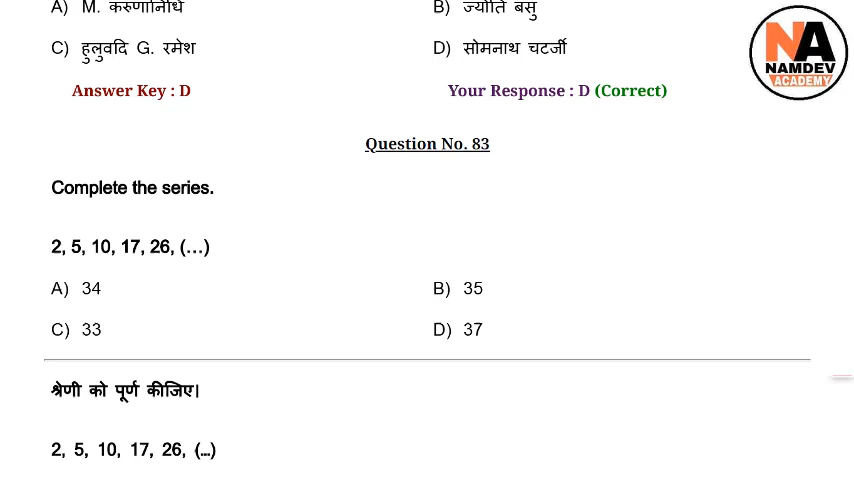 A) M. करुणानिधि
B) ज्योति बसु
C) हुलुवदि G. रमेश
D) सोमनाथ चटर्जी
Answer Key : D
Your Response : D (Correct)
NA
NAMDEV
ACADEMY
Question No. 83
Complete the series.
2, 5, 10, 17, 26, (…)
A) 34
B) 35
C) 33
D) 37
श्रेणी को पूर्ण कीजिए।
2, 5, 10, 17, 26, (...)